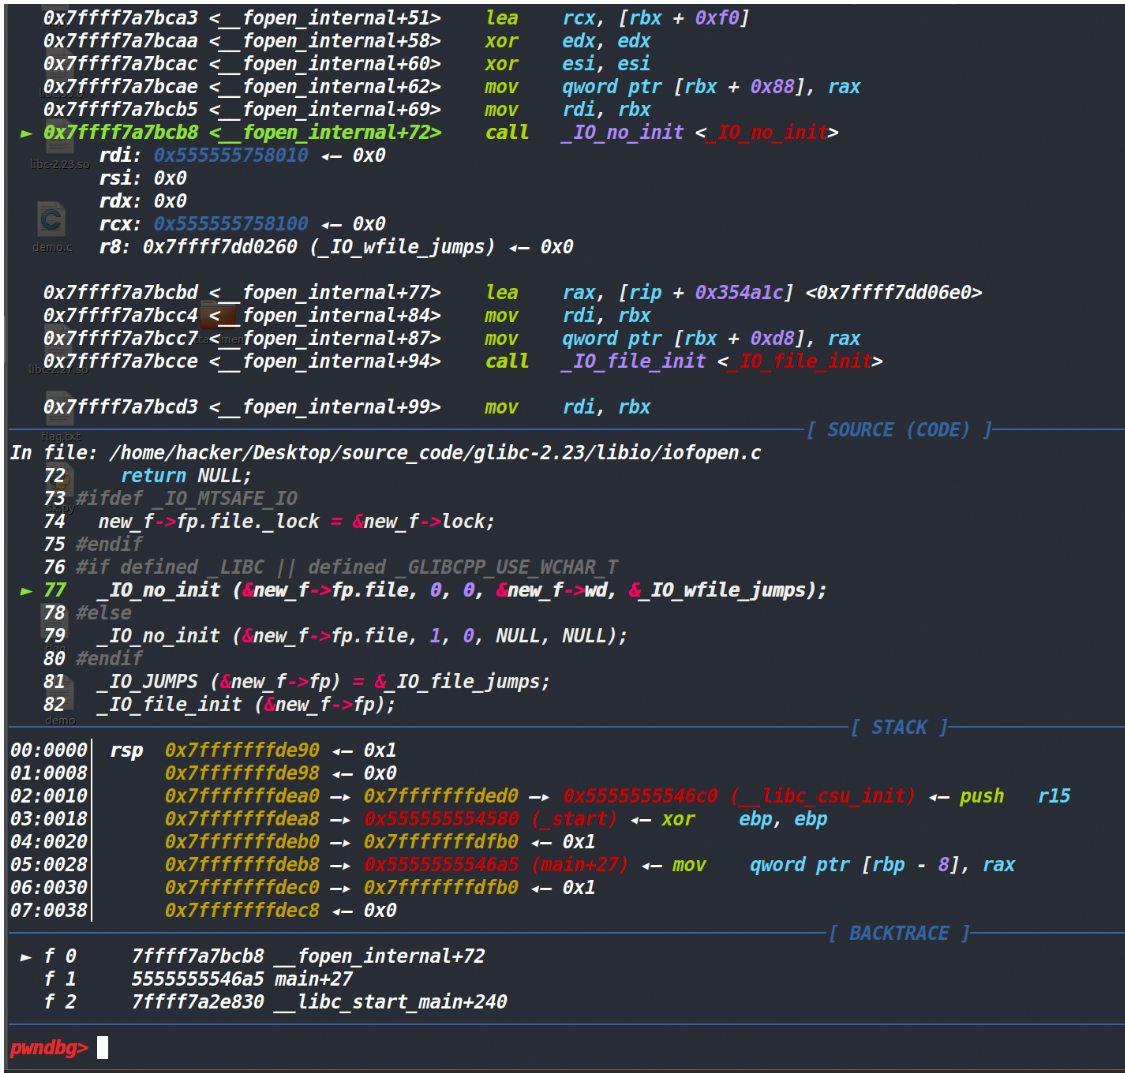 0x7ffff7a7bca3 <__fopen_internal+51>    lea    rcx, [rbx + 0xf0]
0x7ffff7a7bcaa <__fopen_internal+58>    xor    edx, edx
0x7ffff7a7bcac <__fopen_internal+60>    xor    esi, esi
0x7ffff7a7bcae <__fopen_internal+62>    mov    qword ptr [rbx + 0x88], rax
0x7ffff7a7bcb5 <__fopen_internal+69>    mov    rdi, rbx
► 0x7ffff7a7bcb8 <__fopen_internal+72>    call   _IO_no_init <_IO_no_init>
rdi: 0x555555758010 ◂— 0x0
libc-2.23.so
rsi: 0x0
rdx: 0x0
rcx: 0x555555758100 ◂— 0x0
demo.c
r8: 0x7ffff7dd0260 (_IO_wfile_jumps) ◂— 0x0
0x7ffff7a7bcbd <__fopen_internal+77>    lea    rax, [rip + 0x354a1c] <0x7ffff7dd06e0>
0x7ffff7a7bcc4 <__fopen_internal+84>    mov    rdi, rbx
0x7ffff7a7bcc7 <__fopen_internal+87>    mov    qword ptr [rbx + 0xd8], rax
0x7ffff7a7bcce <__fopen_internal+94>    call   _IO_file_init <_IO_file_init>
0x7ffff7a7bcd3 <__fopen_internal+99>    mov    rdi, rbx
flag.txt
[ SOURCE (CODE) ]
In file: /home/hacker/Desktop/source_code/glibc-2.23/libio/iofopen.c
72     return NULL;
73 #ifdef _IO_MTSAFE_IO
74   new_f->fp.file._lock = &new_f->lock;
75 #endif
76 #if defined _LIBC || defined _GLIBCPP_USE_WCHAR_T
► 77   _IO_no_init (&new_f->fp.file, 0, 0, &new_f->wd, &_IO_wfile_jumps);
78 #else
79   _IO_no_init (&new_f->fp.file, 1, 0, NULL, NULL);
flag
80 #endif
81   _IO_JUMPS (&new_f->fp) = &_IO_file_jumps;
82   _IO_file_init (&new_f->fp);
demo
[ STACK ]
00:0000│ rsp  0x7fffffffde90 ◂— 0x1
01:0008│      0x7fffffffde98 ◂— 0x0
02:0010│      0x7fffffffdea0 —▸ 0x7fffffffded0 —▸ 0x5555555546c0 (__libc_csu_init) ◂— push   r15
03:0018│      0x7fffffffdea8 —▸ 0x555555554580 (_start) ◂— xor    ebp, ebp
04:0020│      0x7fffffffdeb0 —▸ 0x7fffffffdfb0 ◂— 0x1
05:0028│      0x7fffffffdeb8 —▸ 0x5555555546a5 (main+27) ◂— mov    qword ptr [rbp - 8], rax
06:0030│      0x7fffffffdec0 —▸ 0x7fffffffdfb0 ◂— 0x1
07:0038│      0x7fffffffdec8 ◂— 0x0
[ BACKTRACE ]
► f 0     7ffff7a7bcb8 __fopen_internal+72
f 1     5555555546a5 main+27
f 2     7ffff7a2e830 __libc_start_main+240
pwndbg>